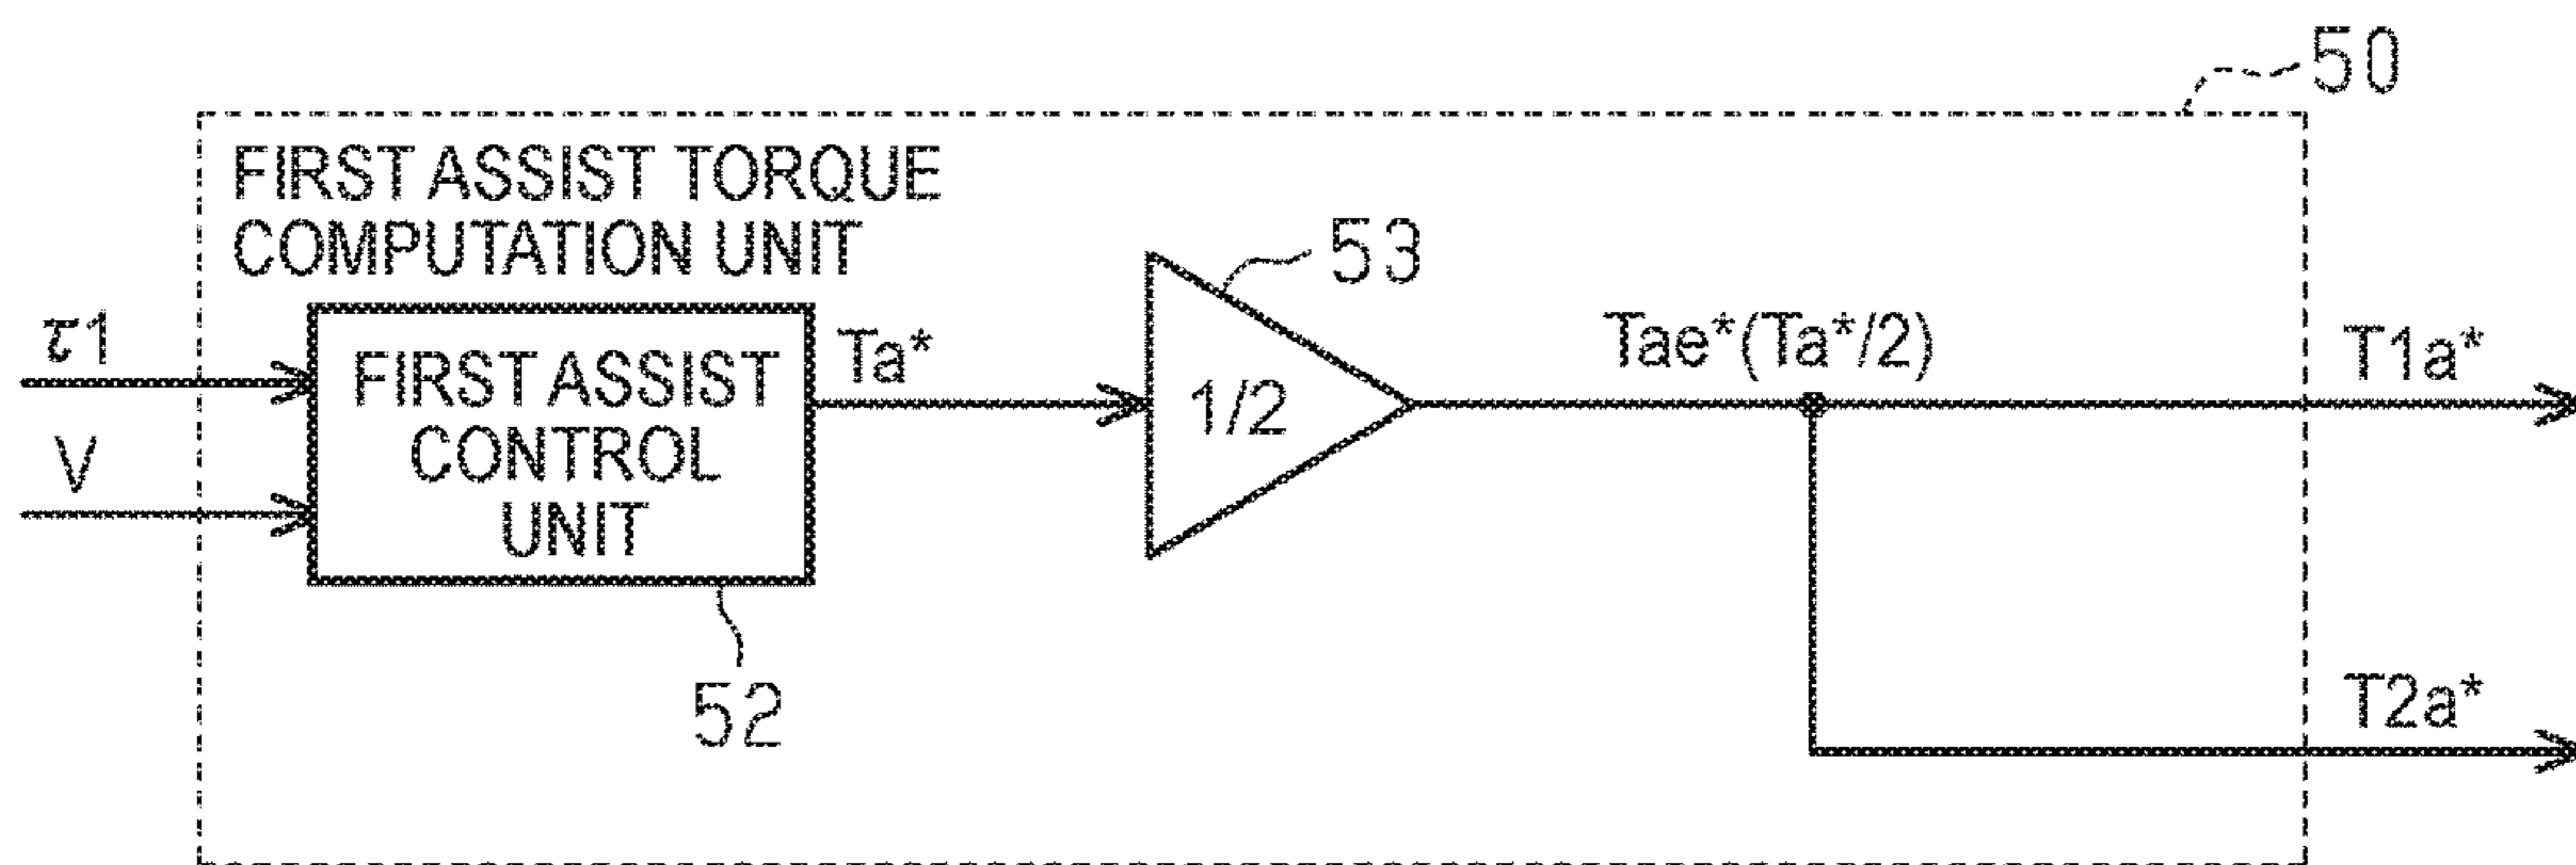 50
FIRST ASSIST TORQUE
COMPUTATION UNIT
53
τ1
FIRST ASSIST
CONTROL
UNIT
Ta*
1/2
Tae*(Ta*/2)
T1a*
V
52
T2a*